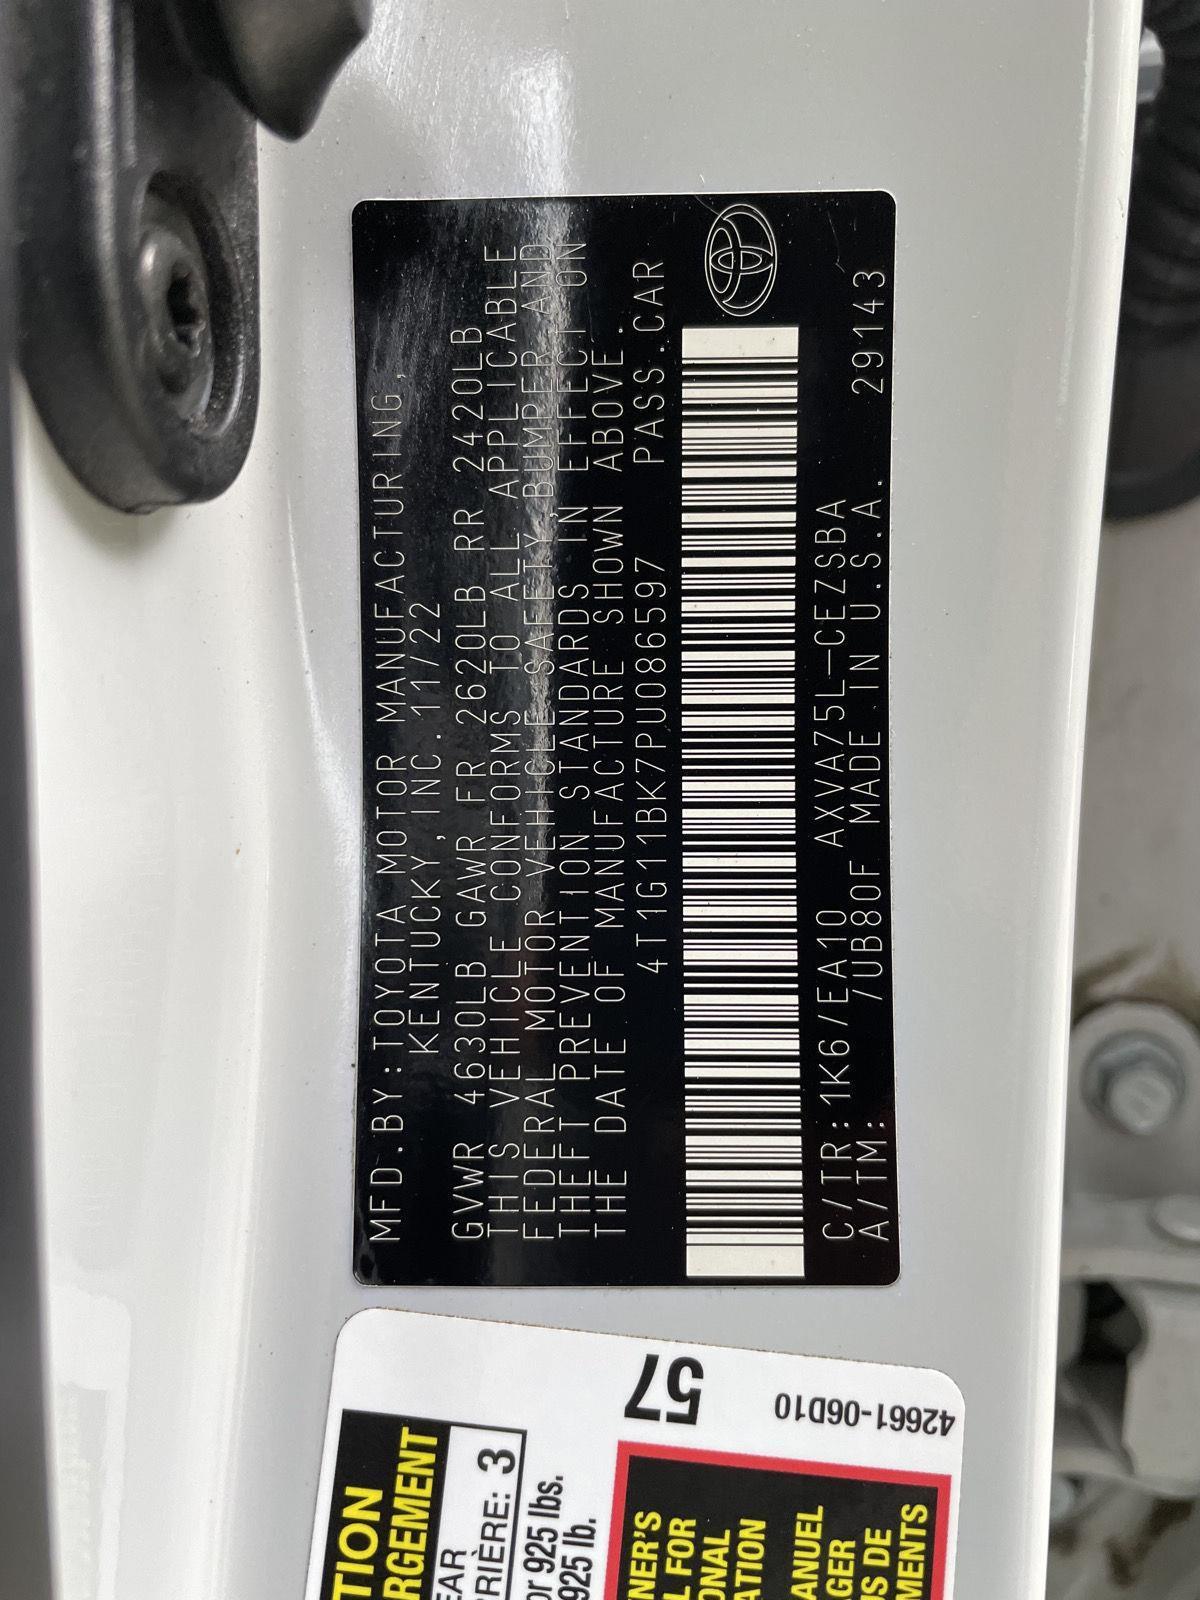 MFD.BY:TOYOTA MOTOR MANUFACTURING,
KENTUCKY,INC.11/22
GVWR 4630LB GAWR FR 2620LB RR 2420LB
THIS VEHICLE CONFORMS TO ALL APPLICABLE
FEDERAL MOTOR VEHICLE SAFETY,BUMPER,AND
THEFT PREVENTION STANDARDS IN EFFECT ON
THE DATE OF MANUFACTURE SHOWN ABOVE.
4T1G11BK7PU086597 PASS.CAR
C/TR:1K6/EA10 AXVA75L-CEZSBA
A/TM: /UB80F MADE IN U.S.A. 29143
57
42661-06D10
3
925 lbs.
925 lb.